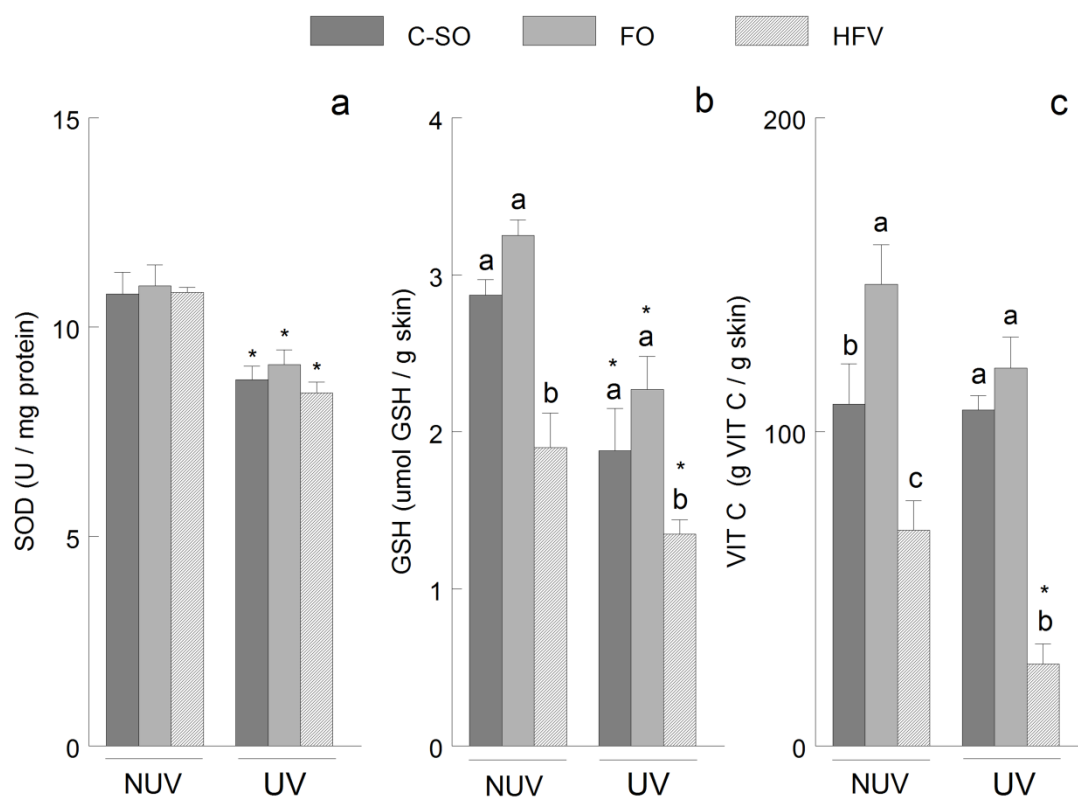 C-SO FO HFV
a
15
10
5
0
SOD (U / mg protein)
* * *
NUV UV
b
4
3
2
1
0
GSH (umol GSH / g skin)
a a b
* * *
a a b
NUV UV
c
200
100
0
VIT C (g VIT C / g skin)
b a c
a a b
*
NUV UV